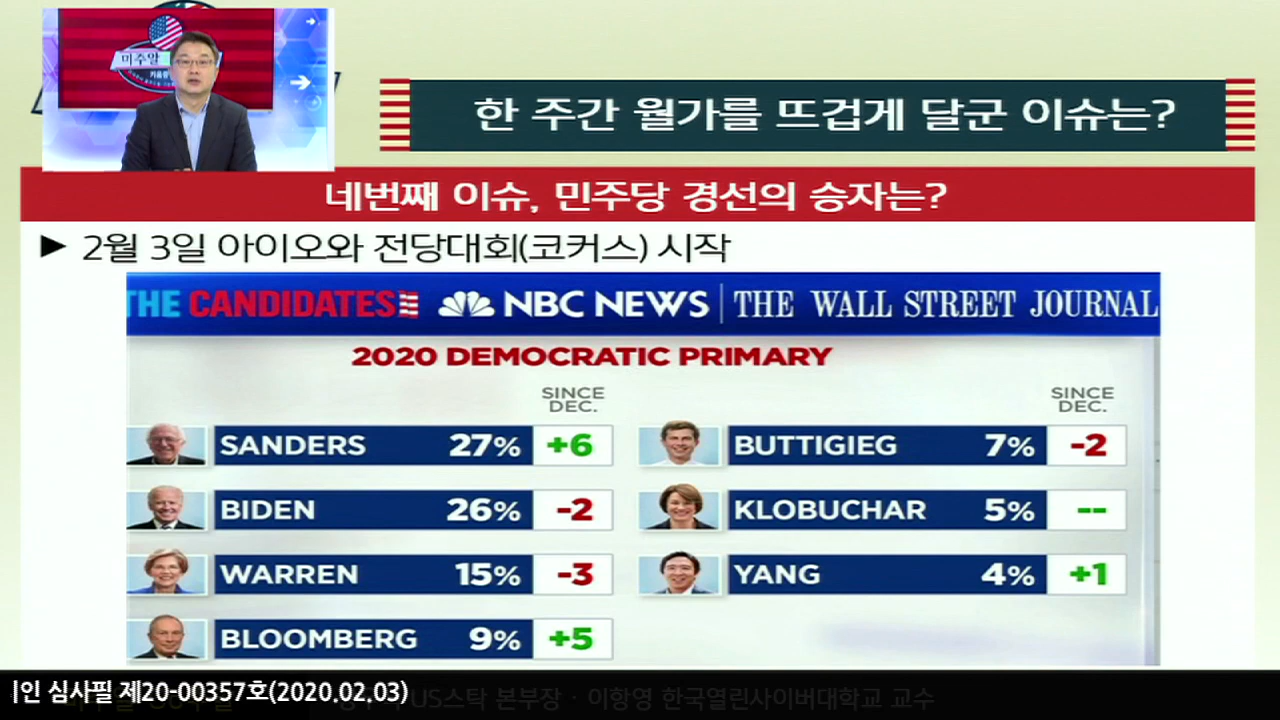 미주알
한 주간 월가를 뜨겁게 달군 이슈는?
네번째 이슈, 민주당 경선의 승자는?
▶ 2월 3일 아이오와 전당대회(코커스) 시작
THE CANDIDATES NBC NEWS THE WALL STREET JOURNAL
2020 DEMOCRATIC PRIMARY
SINCE DEC.
SANDERS 27% +6
BIDEN 26% -2
WARREN 15% -3
BLOOMBERG 9% +5
SINCE DEC.
BUTTIGIEG 7% -2
KLOBUCHAR 5% --
YANG 4% +1
인 심사필 제20-00357호(2020.02.03)
US스탁 본부장 · 이항영 한국열린사이버대학교 교수